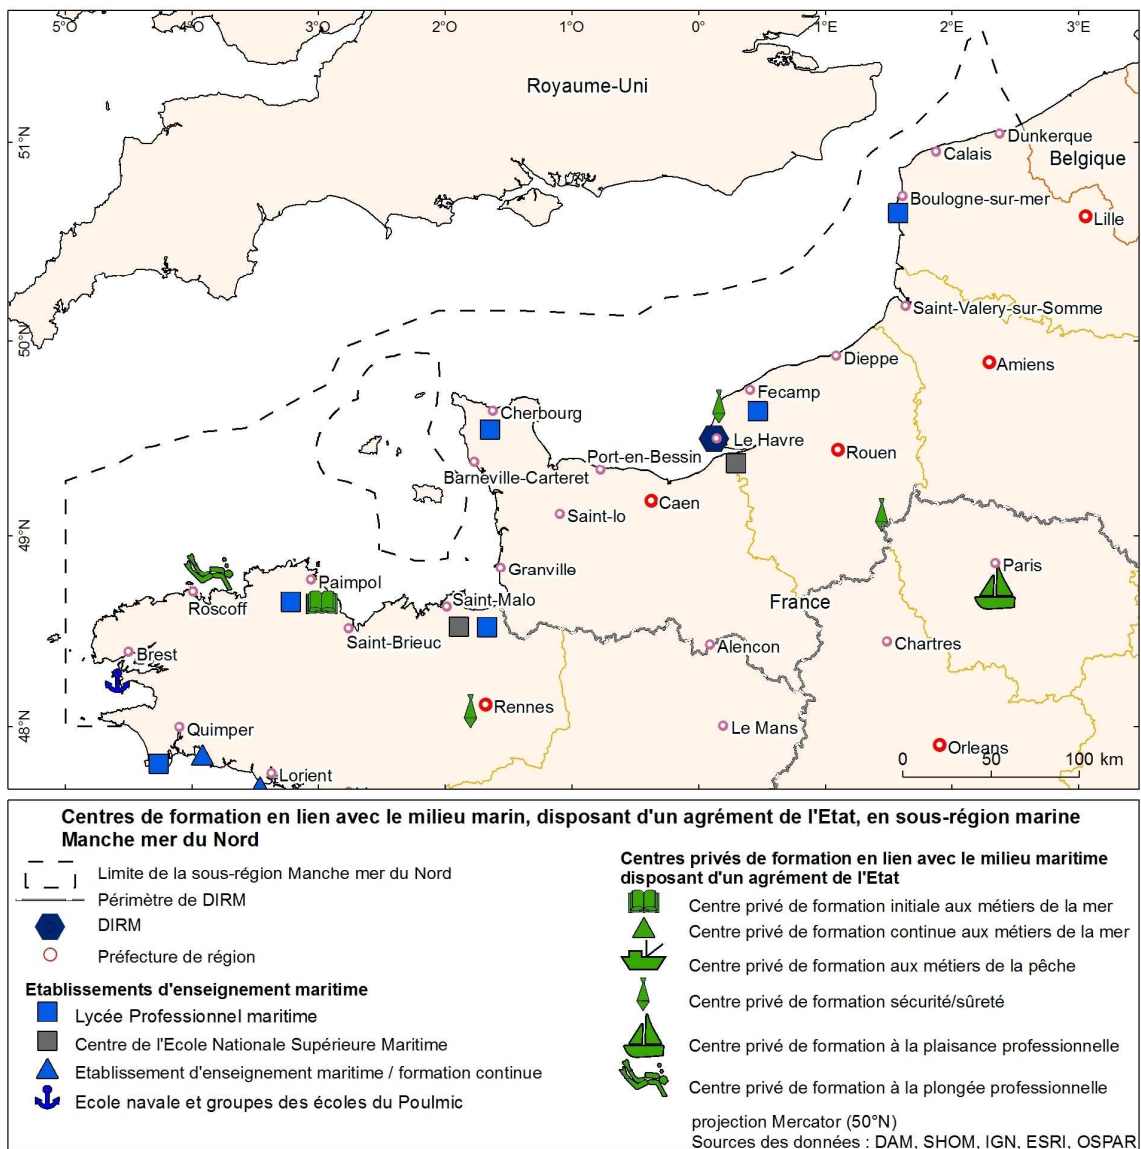 5°O
4°O
3°O
2°O
1°O
0°
1°E
2°E
3°E
51°N
50°N
49°N
48°N
Royaume-Uni
Dunkerque
Calais
Belgique
Boulogne-sur-mer
Lille
Saint-Valery-sur-Somme
Dieppe
Amiens
Fecamp
Cherbourg
Le Havre
Rouen
Port-en-Bessin
Barneville-Carteret
Caen
Saint-lo
Granville
Paris
Paimpol
Roscoff
Saint-Malo
France
Saint-Brieuc
Alencon
Chartres
Brest
Rennes
Quimper
Le Mans
Orleans
Lorient
0 50 100 km
Centres de formation en lien avec le milieu marin, disposant d'un agrément de l'Etat, en sous-région marine
Manche mer du Nord
Limite de la sous-région Manche mer du Nord
Périmètre de DIRM
DIRM
Préfecture de région
Etablissements d'enseignement maritime
Lycée Professionnel maritime
Centre de l'Ecole Nationale Supérieure Maritime
Etablissement d'enseignement maritime / formation continue
Ecole navale et groupes des écoles du Poulmic
Centres privés de formation en lien avec le milieu maritime
disposant d'un agrément de l'Etat
Centre privé de formation initiale aux métiers de la mer
Centre privé de formation continue aux métiers de la mer
Centre privé de formation aux métiers de la pêche
Centre privé de formation sécurité/sûreté
Centre privé de formation à la plaisance professionnelle
Centre privé de formation à la plongée professionnelle
projection Mercator (50°N)
Sources des données : DAM, SHOM, IGN, ESRI, OSPAR